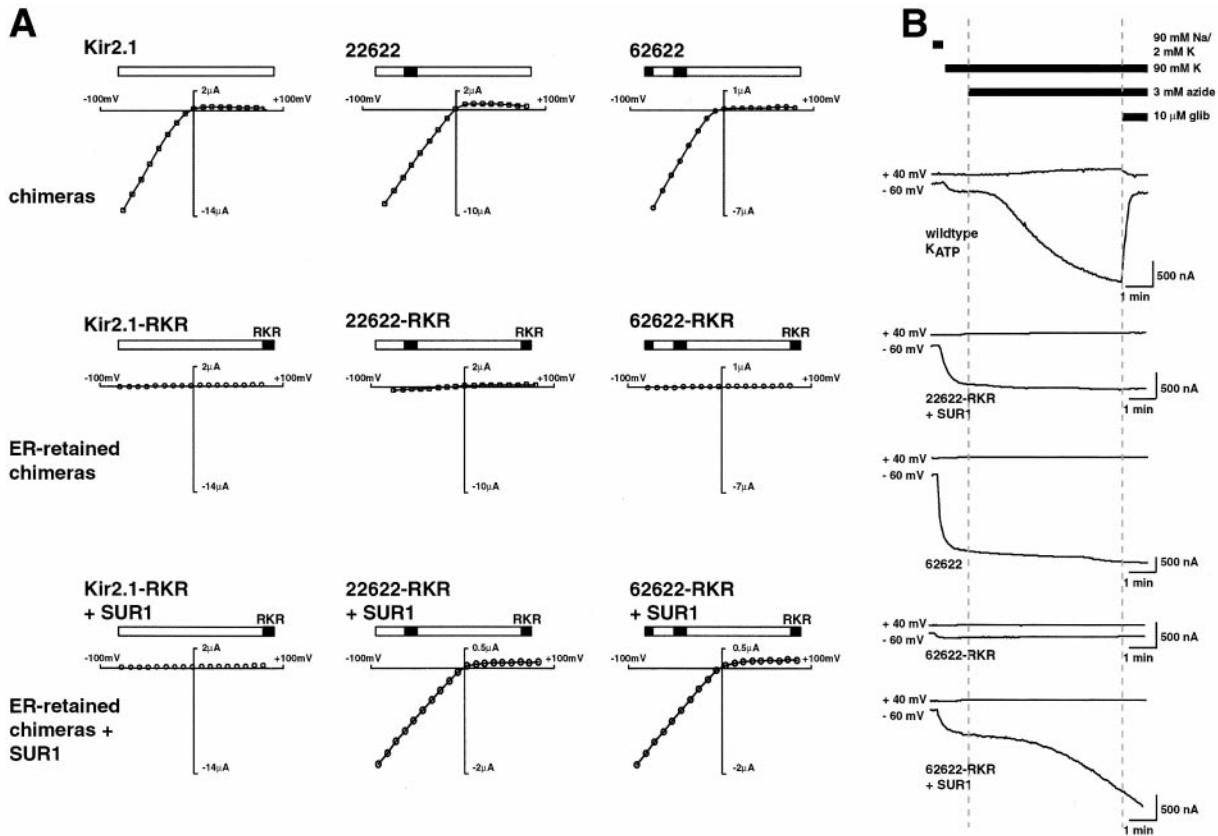 A
Kir2.1
22622
62622
-100mV
2µA
+100mV
-14µA
-100mV
2µA
+100mV
-10µA
-100mV
1µA
+100mV
-7µA
chimeras
Kir2.1-RKR
RKR
22622-RKR
RKR
62622-RKR
RKR
-100mV
2µA
+100mV
-14µA
-100mV
2µA
+100mV
-10µA
-100mV
1µA
+100mV
-7µA
ER-retained
chimeras
Kir2.1-RKR
+ SUR1
RKR
22622-RKR
+ SUR1
RKR
62622-RKR
+ SUR1
RKR
-100mV
2µA
+100mV
-14µA
-100mV
0.5µA
+100mV
-2µA
-100mV
0.5µA
+100mV
-2µA
ER-retained
chimeras +
SUR1
B
90 mM Na/
2 mM K
90 mM K
3 mM azide
10 µM glib
+ 40 mV
- 60 mV
wildtype
KATP
500 nA
1 min
+ 40 mV
- 60 mV
22622-RKR
+ SUR1
500 nA
1 min
+ 40 mV
- 60 mV
62622
500 nA
1 min
+ 40 mV
- 60 mV
62622-RKR
500 nA
1 min
+ 40 mV
- 60 mV
62622-RKR
+ SUR1
500 nA
1 min